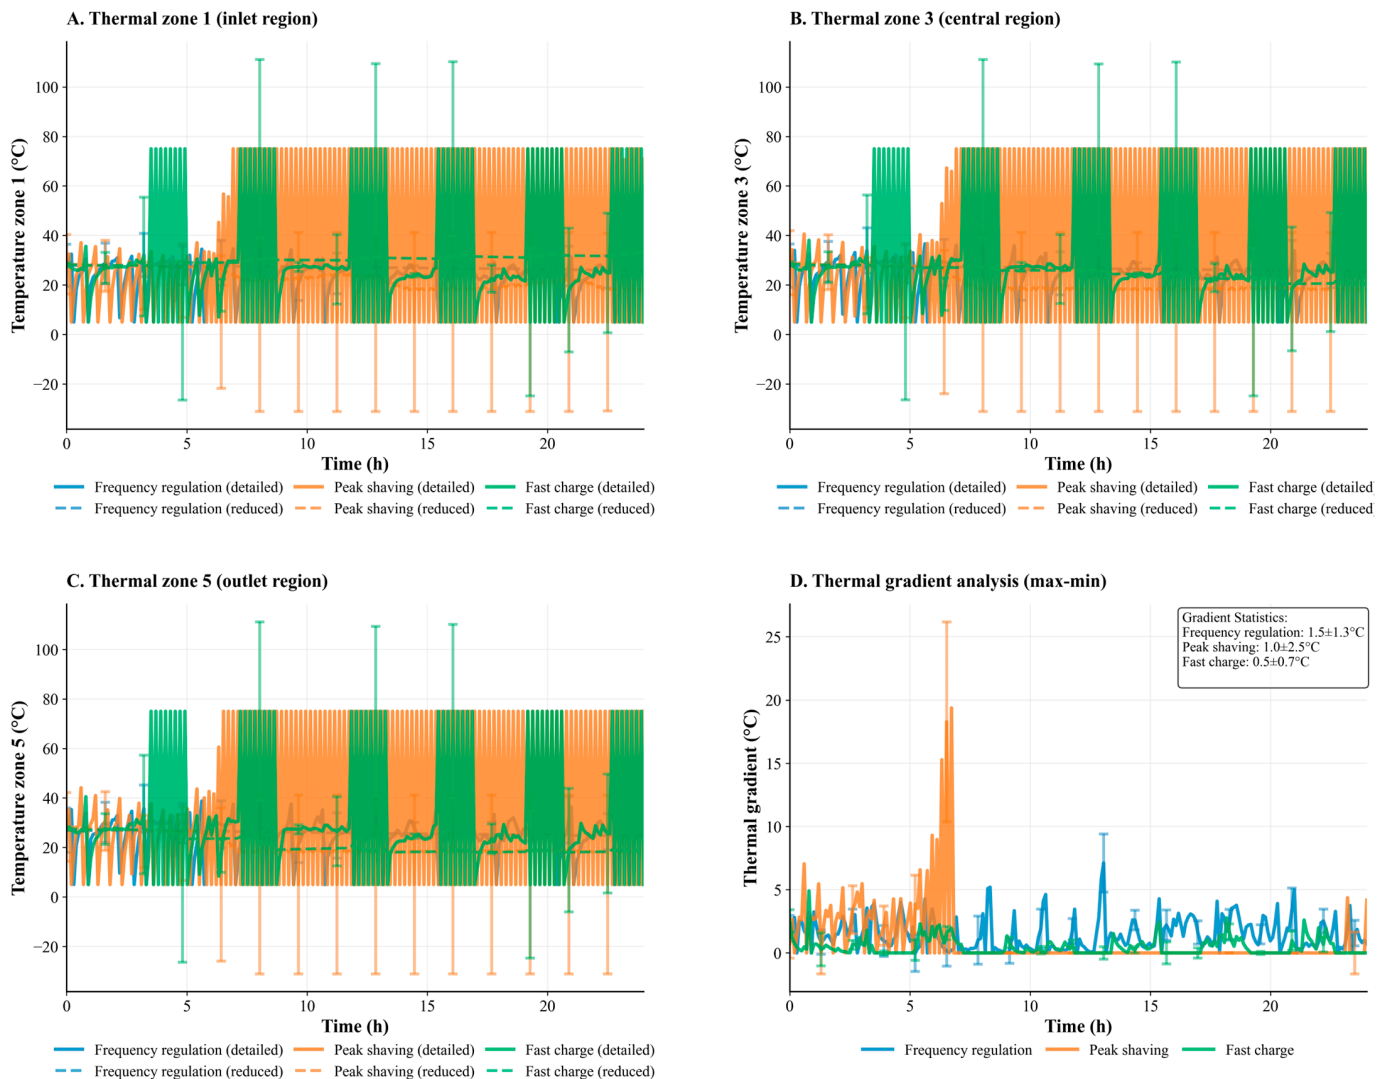 A. Thermal zone 1 (inlet region)
Temperature zone 1 (°C)
100
80
60
40
20
0
−20
0
5
10
15
20
Time (h)
Frequency regulation (detailed)
Peak shaving (detailed)
Fast charge (detailed)
Frequency regulation (reduced)
Peak shaving (reduced)
Fast charge (reduced)
B. Thermal zone 3 (central region)
Temperature zone 3 (°C)
100
80
60
40
20
0
−20
0
5
10
15
20
Time (h)
Frequency regulation (detailed)
Peak shaving (detailed)
Fast charge (detailed
Frequency regulation (reduced)
Peak shaving (reduced)
Fast charge (reduced
C. Thermal zone 5 (outlet region)
Temperature zone 5 (°C)
100
80
60
40
20
0
−20
0
5
10
15
20
Time (h)
Frequency regulation (detailed)
Peak shaving (detailed)
Fast charge (detailed)
Frequency regulation (reduced)
Peak shaving (reduced)
Fast charge (reduced)
D. Thermal gradient analysis (max-min)
Thermal gradient (°C)
25
20
15
10
5
0
Gradient Statistics:
Frequency regulation: 1.5±1.3°C
Peak shaving: 1.0±2.5°C
Fast charge: 0.5±0.7°C
0
5
10
15
20
Time (h)
Frequency regulation
Peak shaving
Fast charge